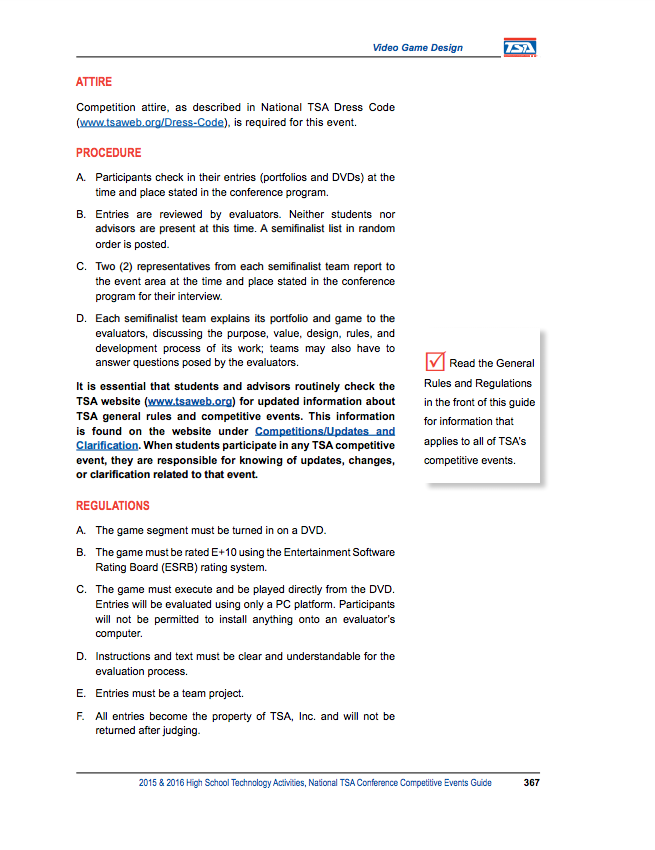 Video Game Design
TSA
ATTIRE
Competition attire, as described in National TSA Dress Code
(www.tsaweb.org/Dress-Code), is required for this event.
PROCEDURE
A. Participants check in their entries (portfolios and DVDs) at the
time and place stated in the conference program.
B. Entries are reviewed by evaluators. Neither students nor
advisors are present at this time. A semifinalist list in random
order is posted.
C. Two (2) representatives from each semifinalist team report to
the event area at the time and place stated in the conference
program for their interview.
D. Each semifinalist team explains its portfolio and game to the
evaluators, discussing the purpose, value, design, rules, and
development process of its work; teams may also have to
answer questions posed by the evaluators.
It is essential that students and advisors routinely check the
TSA website (www.tsaweb.org) for updated information about
TSA general rules and competitive events. This information
is found on the website under Competitions/Updates and
Clarification. When students participate in any TSA competitive
event, they are responsible for knowing of updates, changes,
or clarification related to that event.
Read the General
Rules and Regulations
in the front of this guide
for information that
applies to all of TSA's
competitive events.
REGULATIONS
A. The game segment must be turned in on a DVD.
B. The game must be rated E+10 using the Entertainment Software
Rating Board (ESRB) rating system.
C. The game must execute and be played directly from the DVD.
Entries will be evaluated using only a PC platform. Participants
will not be permitted to install anything onto an evaluator's
computer.
D. Instructions and text must be clear and understandable for the
evaluation process.
E. Entries must be a team project.
F. All entries become the property of TSA, Inc. and will not be
returned after judging.
2015 & 2016 High School Technology Activities, National TSA Conference Competitive Events Guide 367